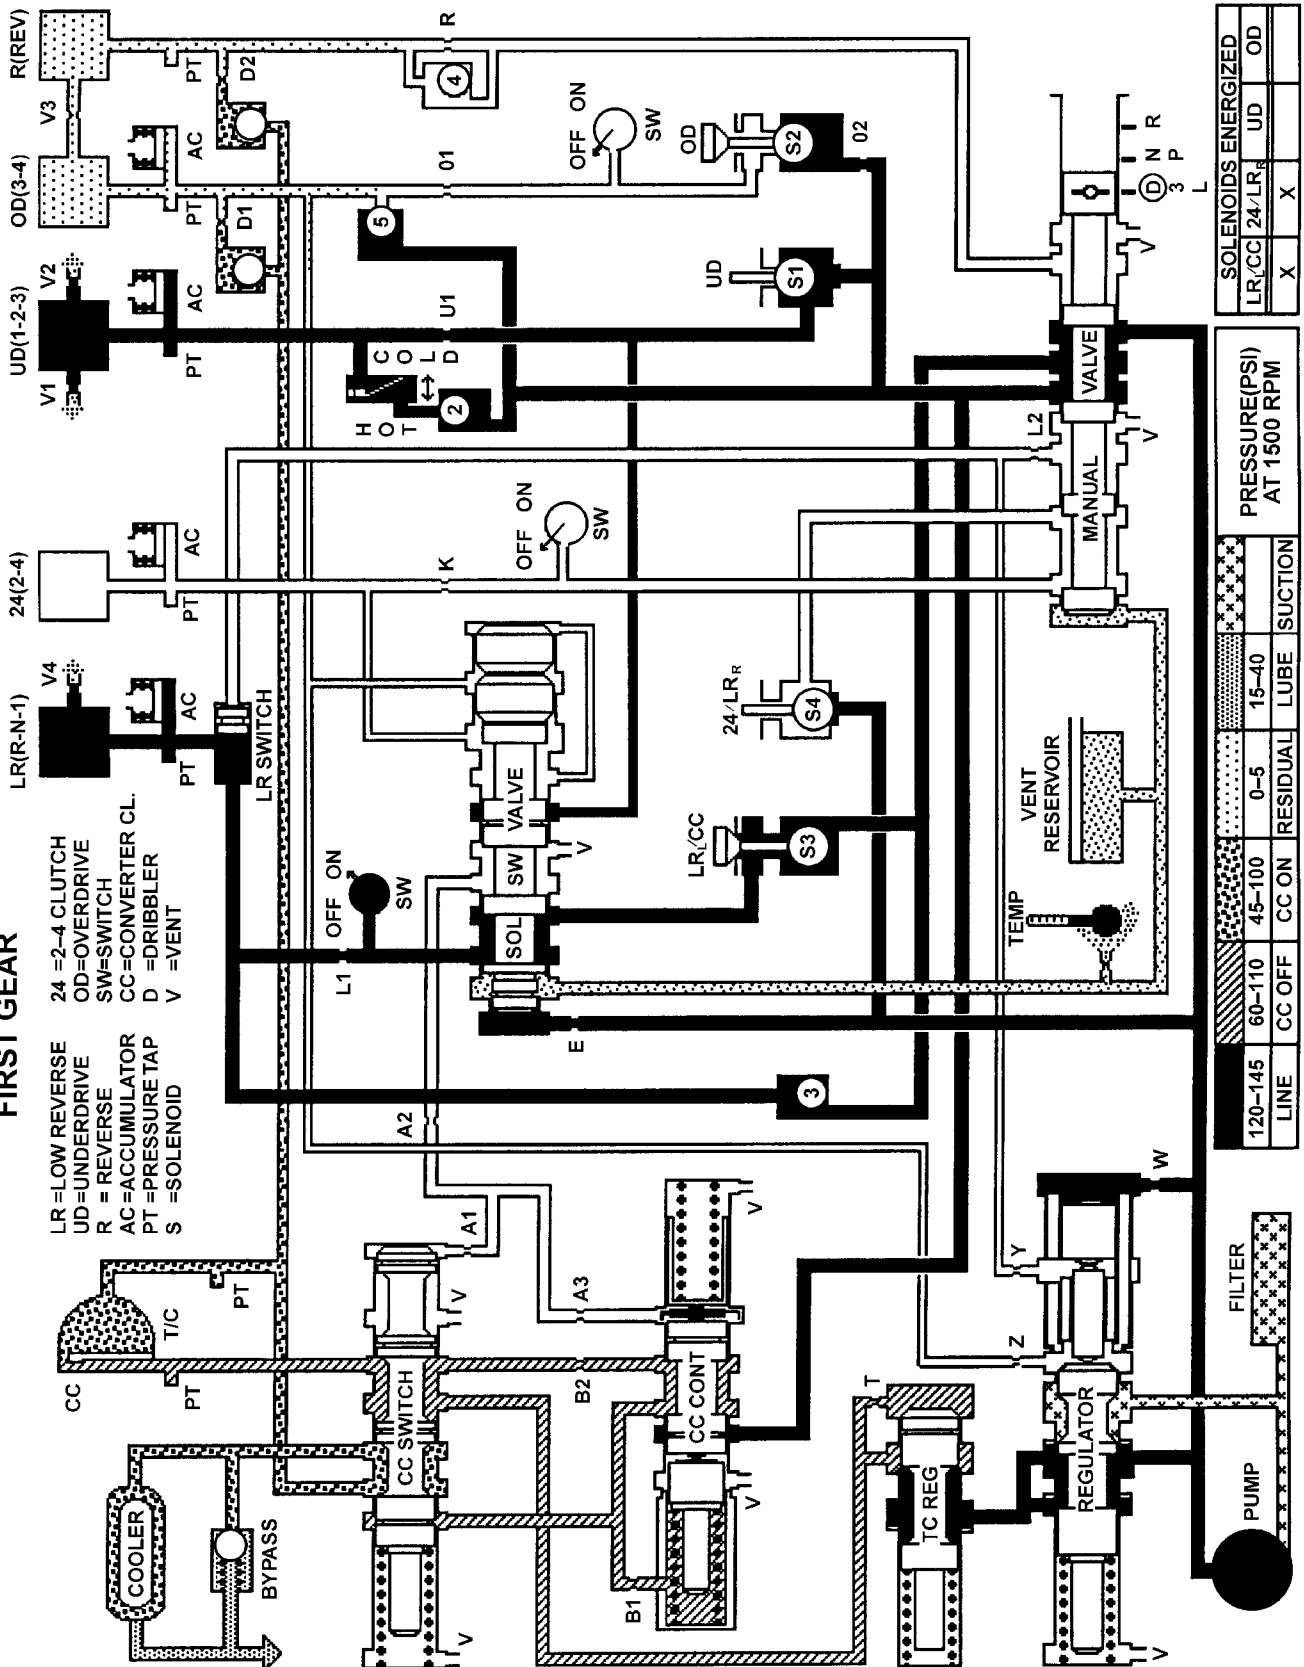 FIRST GEAR
LR =LOW REVERSE
UD=UNDERDRIVE
R = REVERSE
AC =ACCUMULATOR
PT =PRESSURE TAP
S =SOLENOID
24 =2-4 CLUTCH
OD=OVERDRIVE
SW=SWITCH
CC=CONVERTER CL.
D =DRIBBLER
V =VENT
LR(R-N-1)
V4
24(2-4)
UD(1-2-3)
V1
V2
OD(3-4)
V3
R(REV)
PT
AC
PT
AC
PT
AC
PT
AC
PT
D1
D2
LR SWITCH
COOLER
BYPASS
CC
T/C
PT
PT
CC SWITCH
V
V
A1
A2
A3
B1
B2
CC CONT
V
V
L1
OFF ON
SW
SOL SW VALVE
V
E
K
OFF ON
SW
HOT
COLD
2
U1
5
01
4
R
OFF ON
SW
OD
S2
02
UD
S1
24/LRR
S4
LRL/CC
S3
3
T
TC REG
REGULATOR
V
Z
Y
W
PUMP
FILTER
TEMP
VENT
RESERVOIR
MANUAL VALVE
L2
V
V
D N R
3 P
L
120-145
LINE
60-110
CC OFF
45-100
CC ON
0-5
RESIDUAL
15-40
LUBE
SUCTION
PRESSURE(PSI)
AT 1500 RPM
SOLENOIDS ENERGIZED
LRL/CC 24/LRR UD OD
X X